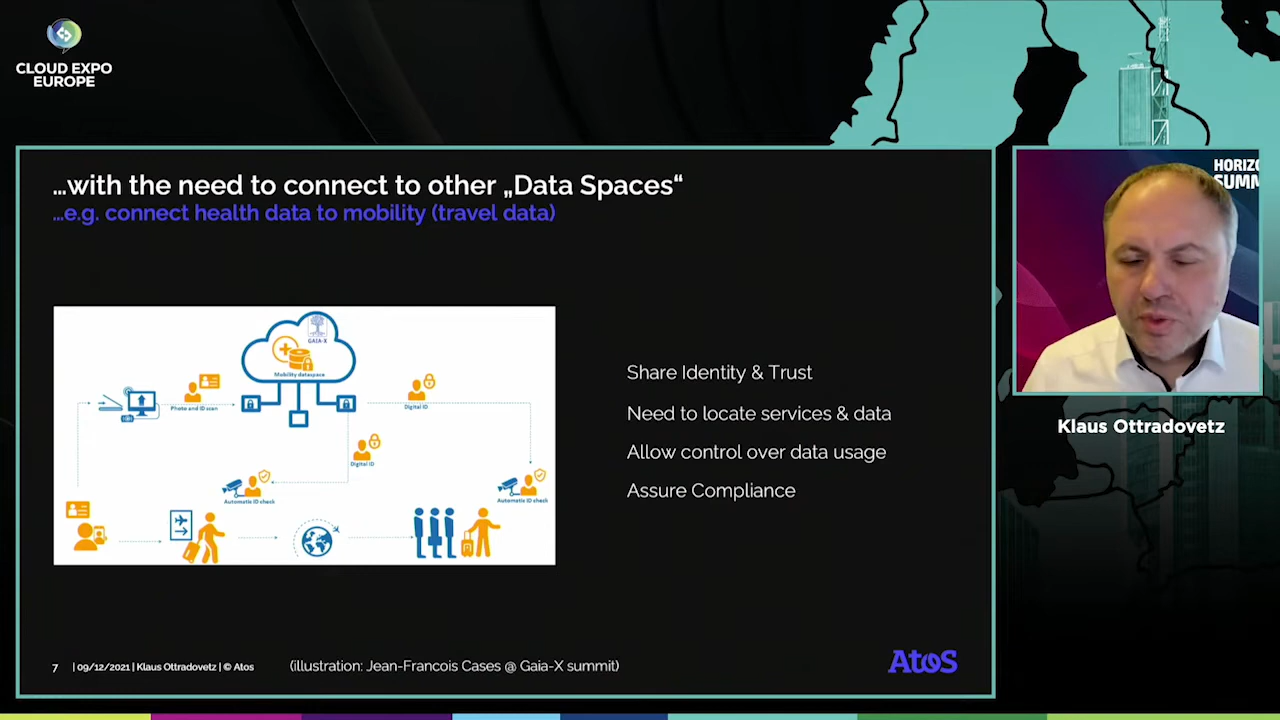 CLOUD EXPO
EUROPE
…with the need to connect to other „Data Spaces“
…e.g. connect health data to mobility (travel data)
GAIA-X
Mobility dataspace
Photo and ID scan
Digital ID
Digital ID
Automatic ID check
Automatic ID check
Share Identity & Trust
Need to locate services & data
Allow control over data usage
Assure Compliance
7 | 09/12/2021 | Klaus Ottradovetz | © Atos
(illustration: Jean-Francois Cases @ Gaia-X summit)
Atos
HORIZO
SUMM
Klaus Ottradovetz